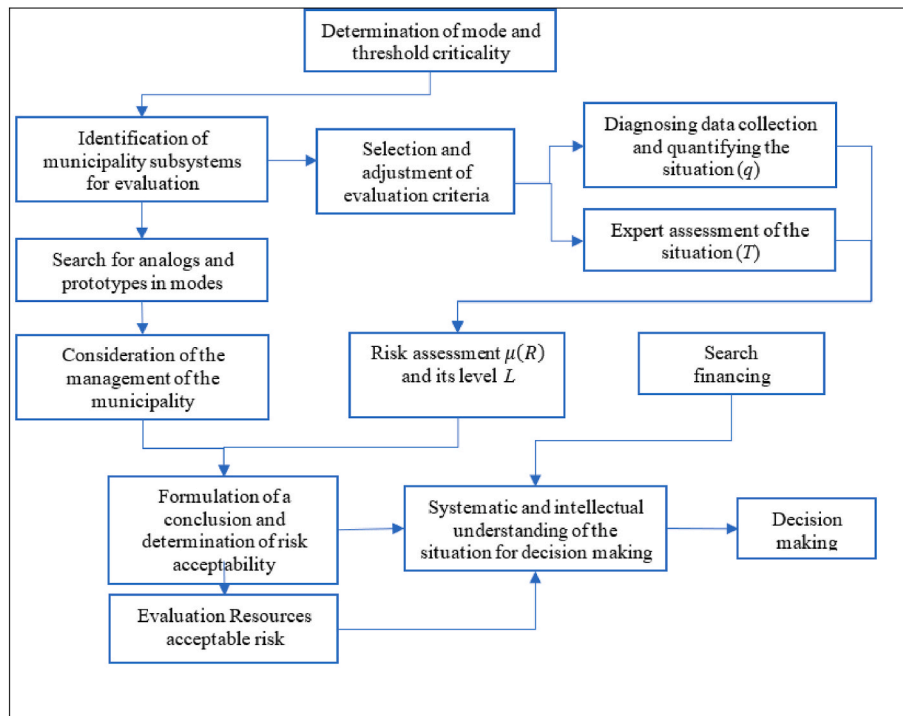 Determination of mode and
threshold criticality
Identification of
municipality subsystems
for evaluation
Selection and
adjustment of
evaluation criteria
Diagnosing data collection
and quantifying the
situation (q)
Expert assessment of the
situation (T)
Search for analogs and
prototypes in modes
Consideration of the
management of the
municipality
Risk assessment μ(R)
and its level L
Search
financing
Formulation of a
conclusion and
determination of risk
acceptability
Systematic and intellectual
understanding of the
situation for decision making
Decision
making
Evaluation Resources
acceptable risk